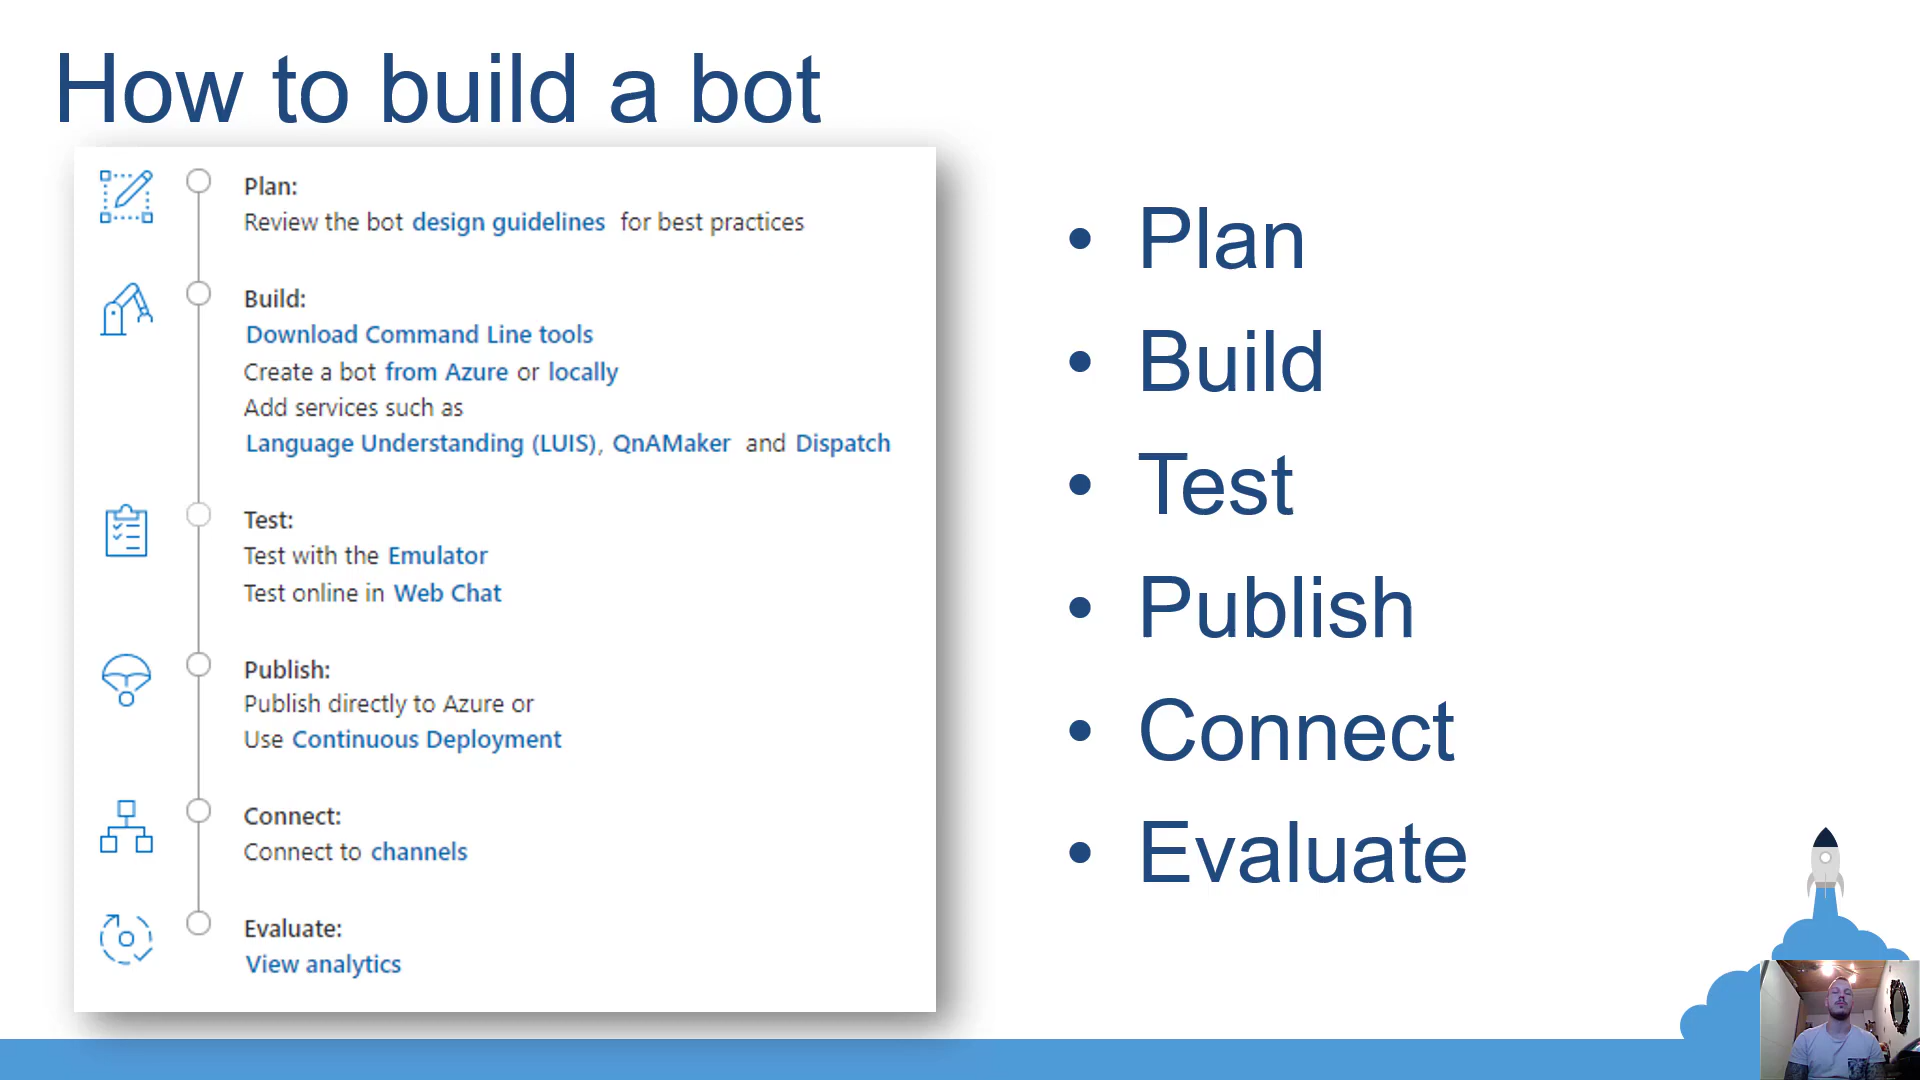 How to build a bot
Plan:
Review the bot design guidelines for best practices
Build:
Download Command Line tools
Create a bot from Azure or locally
Add services such as
Language Understanding (LUIS), QnAMaker and Dispatch
Test:
Test with the Emulator
Test online in Web Chat
Publish:
Publish directly to Azure or
Use Continuous Deployment
Connect:
Connect to channels
Evaluate:
View analytics
• Plan
• Build
• Test
• Publish
• Connect
• Evaluate